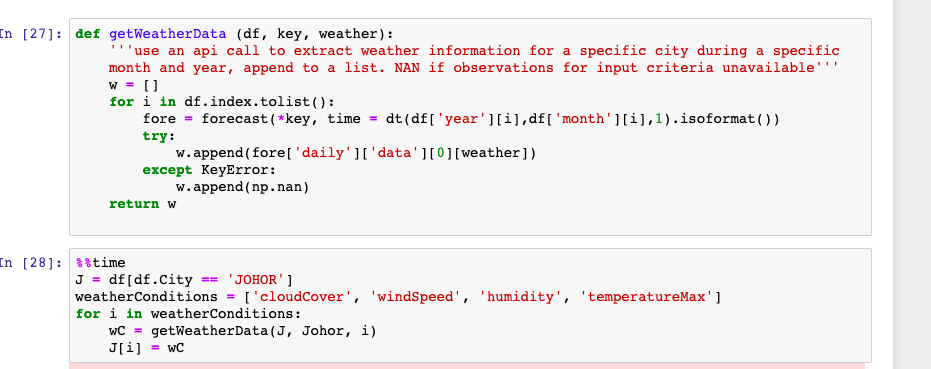 In [27]: def getWeatherData (df, key, weather):
'''use an api call to extract weather information for a specific city during a specific
month and year, append to a list. NAN if observations for input criteria unavailable'''
w = []
for i in df.index.tolist():
fore = forecast(*key, time = dt(df['year'][i],df['month'][i],1).isoformat())
try:
w.append(fore['daily']['data'][0][weather])
except KeyError:
w.append(np.nan)
return w
In [28]: %%time
J = df[df.City == 'JOHOR']
weatherConditions = ['cloudCover', 'windSpeed', 'humidity', 'temperatureMax']
for i in weatherConditions:
wC = getWeatherData(J, Johor, i)
J[i] = wC